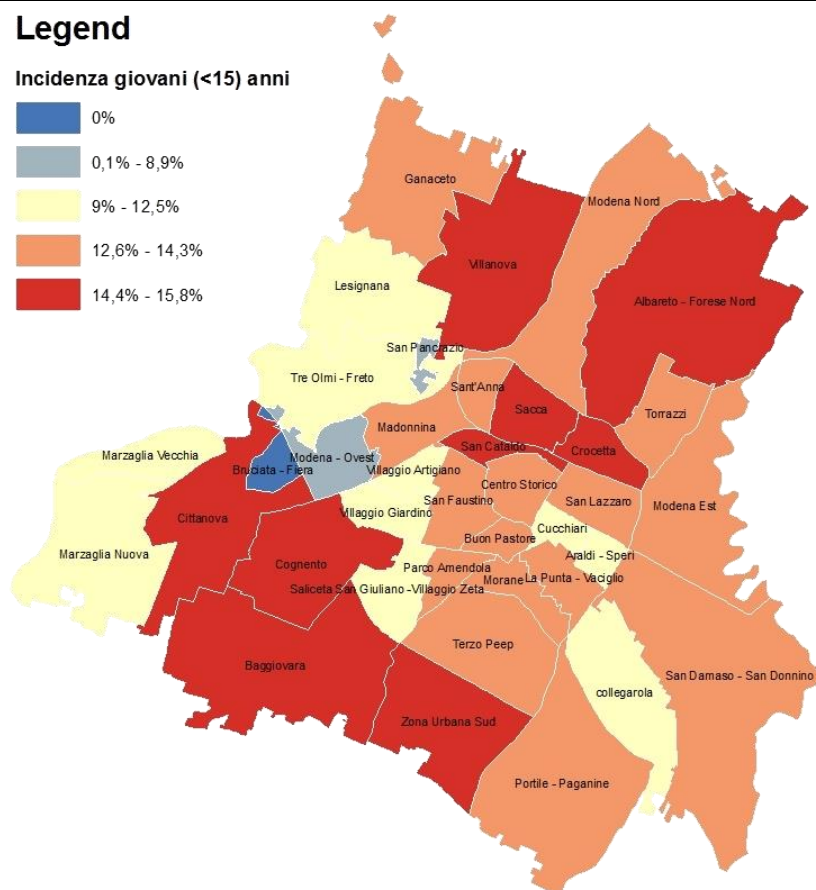 Legend
Incidenza giovani (<15) anni
0%
0,1% - 8,9%
9% - 12,5%
12,6% - 14,3%
14,4% - 15,8%
Ganaceto
Modena Nord
Villanova
Lesignana
Albareto - Forese Nord
San Pancrazio
Tre Olmi - Freto
Sant'Anna
Sacca
Torrazzi
Madonnina
San Cataldo
Crocetta
Marzaglia Vecchia
Modena - Ovest
Bruciata - Fiera
Villaggio Artigiano
Centro Storico
San Faustino
San Lazzaro
Modena Est
Villaggio Giardino
Cittanova
Cucchiari
Buon Pastore
Marzaglia Nuova
Araldi - Speri
Cognento
Parco Amendola
Morane
La Punta - Vaciglio
Saliceta San Giuliano -Villaggio Zeta
Terzo Peep
Baggiovara
San Damaso - San Donnino
collegarola
Zona Urbana Sud
Portile - Paganine